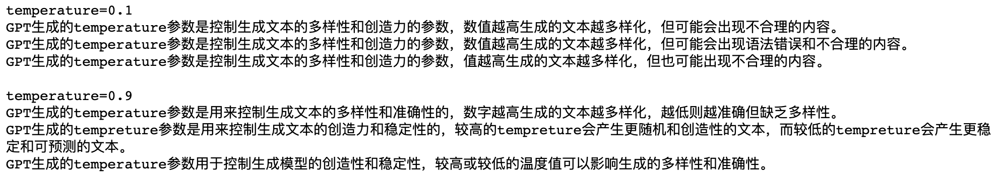 temperature=0.1
GPT生成的temperature参数是控制生成文本的多样性和创造力的参数，数值越高生成的文本越多样化，但可能会出现不合理的内容。
GPT生成的temperature参数是控制生成文本的多样性和创造力的参数，数值越高生成的文本越多样化，但可能会出现语法错误和不合理的内容。
GPT生成的temperature参数是控制生成文本的多样性和创造力的参数，值越高生成的文本越多样化，但也可能出现不合理的内容。
temperature=0.9
GPT生成的temperature参数是用来控制生成文本的多样性和准确性的，数字越高生成的文本越多样化，越低则越准确但缺乏多样性。
GPT生成的tempreture参数是用来控制生成文本的创造力和稳定性的，较高的tempreture会产生更随机和创造性的文本，而较低的tempreture会产生更稳
定和可预测的文本。
GPT生成的temperature参数用于控制生成模型的创造性和稳定性，较高或较低的温度值可以影响生成的多样性和准确性。